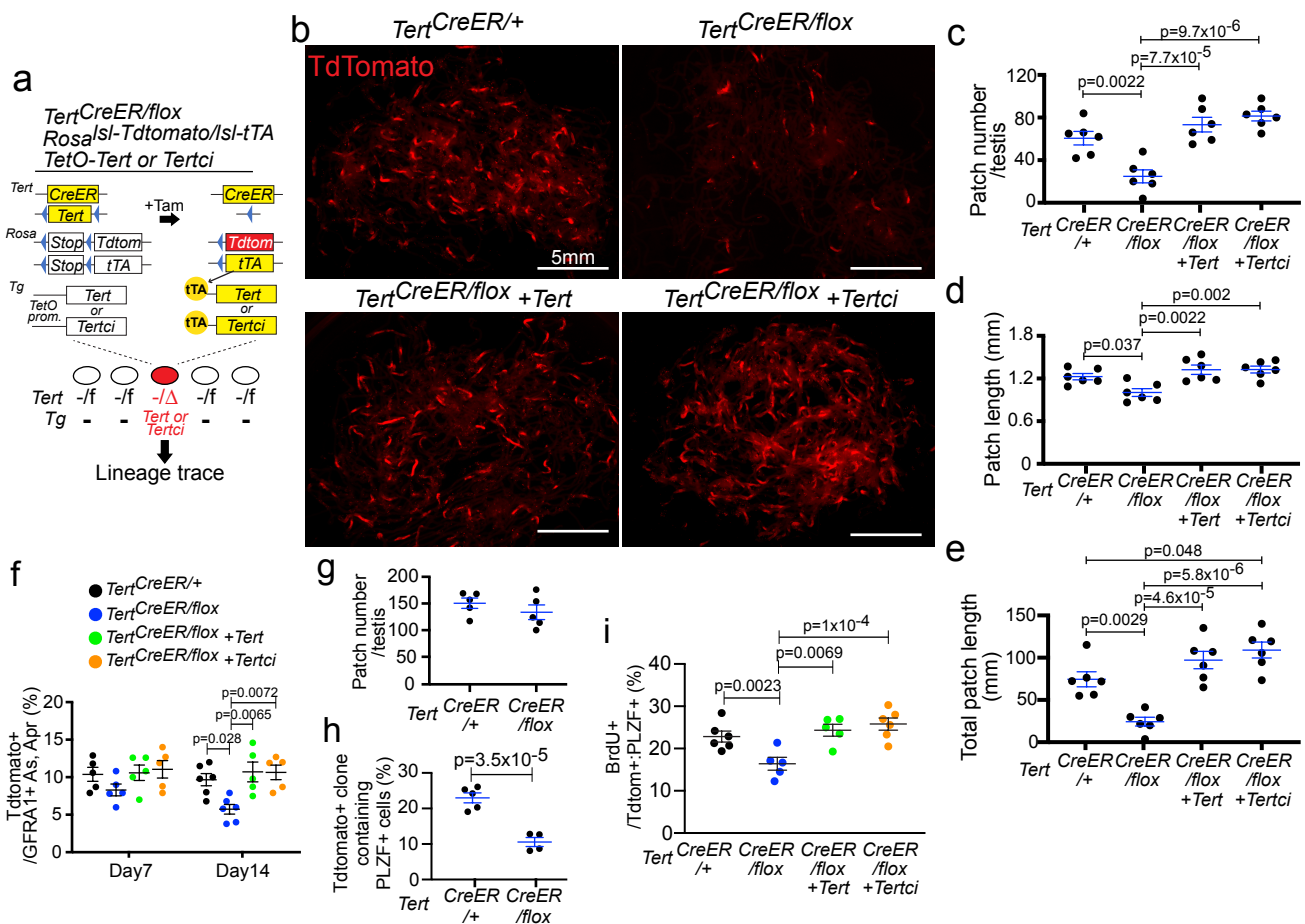 a
Tert^CreER/flox
Rosa^lsl-Tdtomato/lsl-tTA
TetO-Tert or Tertci
Tert
CreER
Tert
+Tam
CreER
Rosa
Stop
Tdtom
Stop
tTA
Tdtom
tTA
Tg
TetO
prom.
Tert
or
Tertci
tTA
Tert
or
tTA
Tertci
Tert -/f -/f -/Δ -/f -/f
Tg - - Tert or Tertci - -
Lineage trace
b
Tert^CreER/+
Tert^CreER/flox
TdTomato
5mm
Tert^CreER/flox +Tert
Tert^CreER/flox +Tertci
c
p=9.7x10^-6
p=7.7x10^-5
p=0.0022
Patch number
/testis
120
80
40
0
Tert
CreER
/+
CreER
/flox
CreER
/flox
+Tert
CreER
/flox
+Tertci
d
p=0.002
p=0.0022
p=0.037
Patch length (mm)
1.8
1.2
0.6
0
Tert
CreER
/+
CreER
/flox
CreER
/flox
+Tert
CreER
/flox
+Tertci
e
p=0.048
p=5.8x10^-6
p=4.6x10^-5
p=0.0029
Total patch length
(mm)
150
100
50
0
Tert
CreER
/+
CreER
/flox
CreER
/flox
+Tert
CreER
/flox
+Tertci
f
Tert^CreER/+
Tert^CreER/flox
Tert^CreER/flox +Tert
Tert^CreER/flox +Tertci
Tdtomato+
/GFRA1+ As, Apr (%)
20
15
10
5
0
p=0.0072
p=0.0065
p=0.028
Day7
Day14
g
Patch number
/testis
200
150
100
50
0
Tert
CreER
/+
CreER
/flox
h
p=3.5x10^-5
Tdtomato+ clone
containing
PLZF+ cells (%)
30
20
10
0
Tert
CreER
/+
CreER
/flox
i
p=1x10^-4
p=0.0069
p=0.0023
BrdU+
/Tdtom+:PLZF+ (%)
40
30
20
10
0
Tert
CreER
/+
CreER
/flox
CreER
/flox
+Tert
CreER
/flox
+Tertci